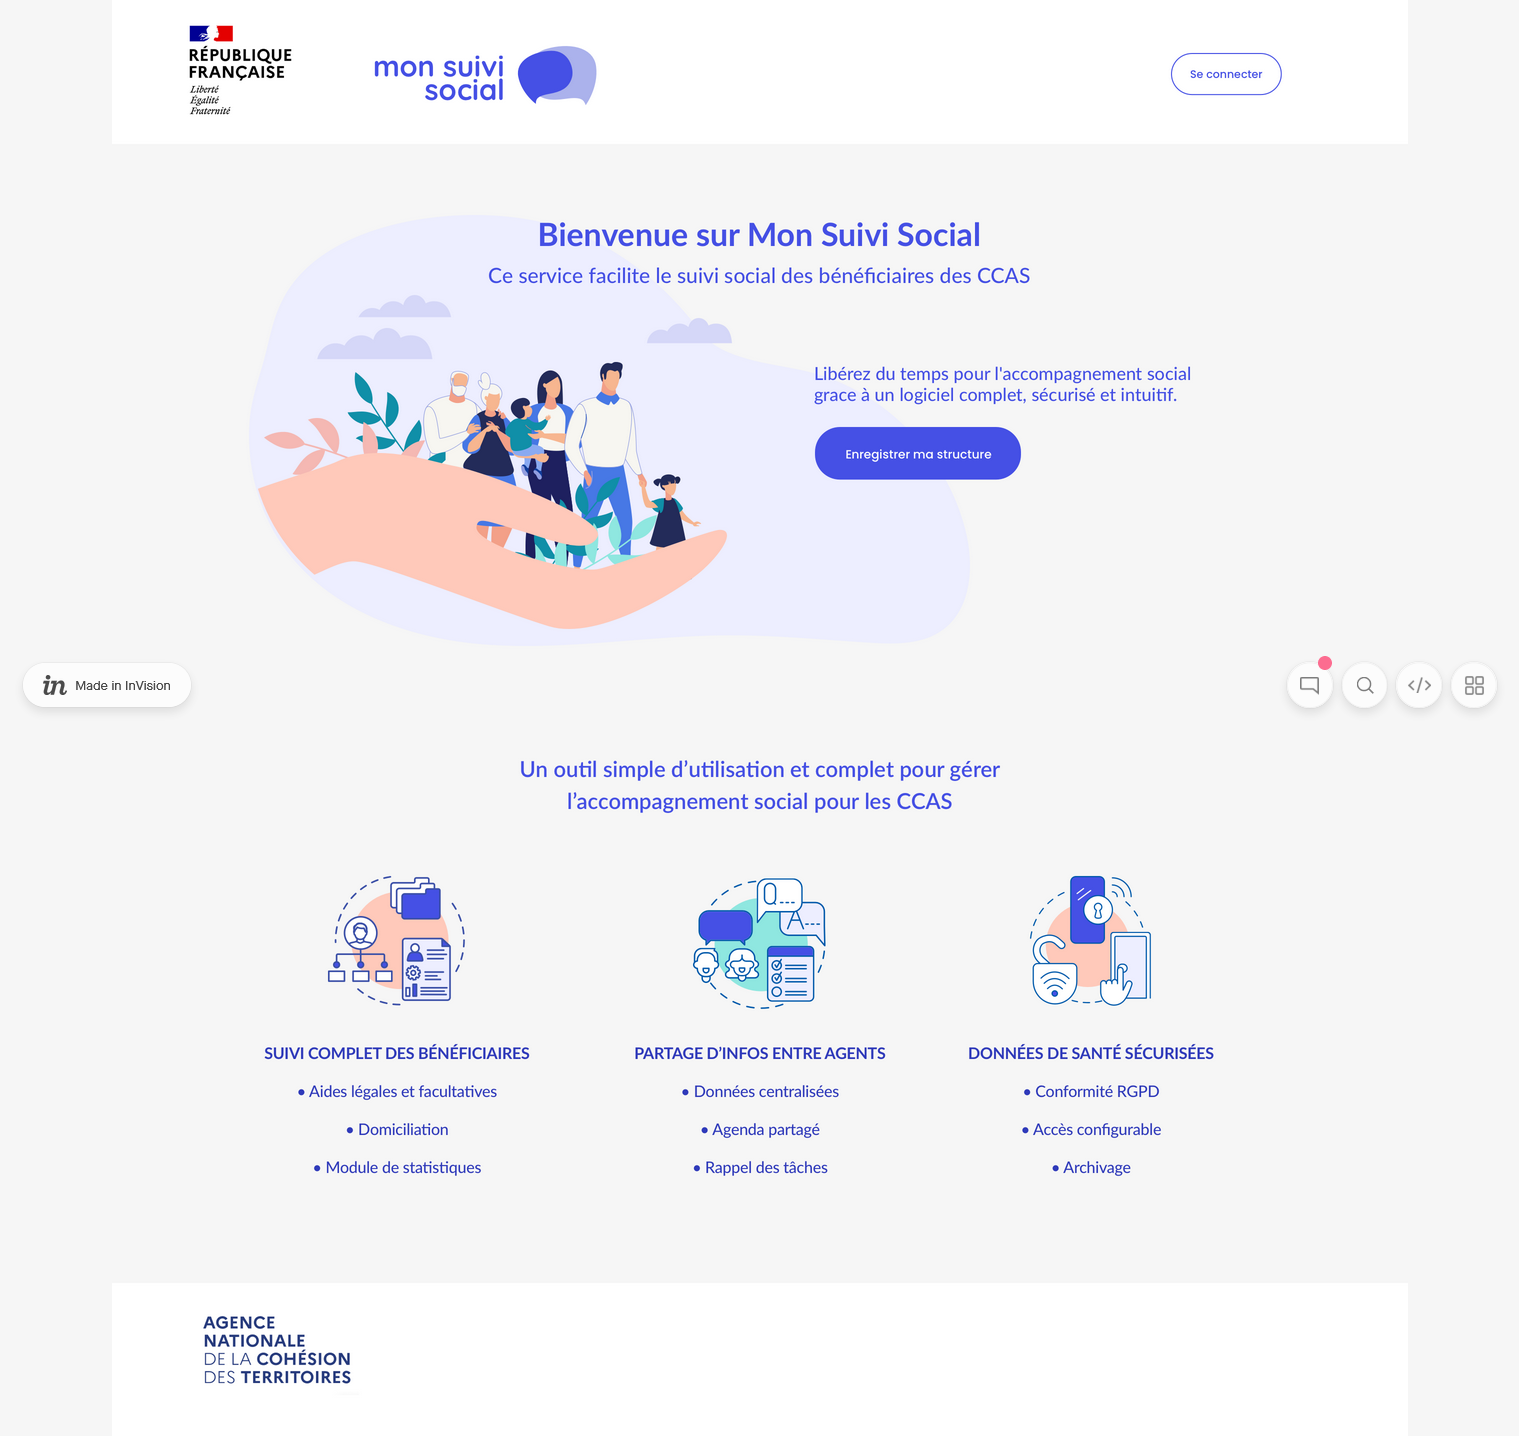 RÉPUBLIQUE
FRANÇAISE
Liberté
Égalité
Fraternité
mon suivi
social
Se connecter
Bienvenue sur Mon Suivi Social
Ce service facilite le suivi social des bénéficiaires des CCAS
Libérez du temps pour l'accompagnement social
grace à un logiciel complet, sécurisé et intuitif.
Enregistrer ma structure
in Made in InVision
Un outil simple d’utilisation et complet pour gérer
l’accompagnement social pour les CCAS
Q
A
SUIVI COMPLET DES BÉNÉFICIAIRES
• Aides légales et facultatives
• Domiciliation
• Module de statistiques
PARTAGE D’INFOS ENTRE AGENTS
• Données centralisées
• Agenda partagé
• Rappel des tâches
DONNÉES DE SANTÉ SÉCURISÉES
• Conformité RGPD
• Accès configurable
• Archivage
AGENCE
NATIONALE
DE LA COHÉSION
DES TERRITOIRES